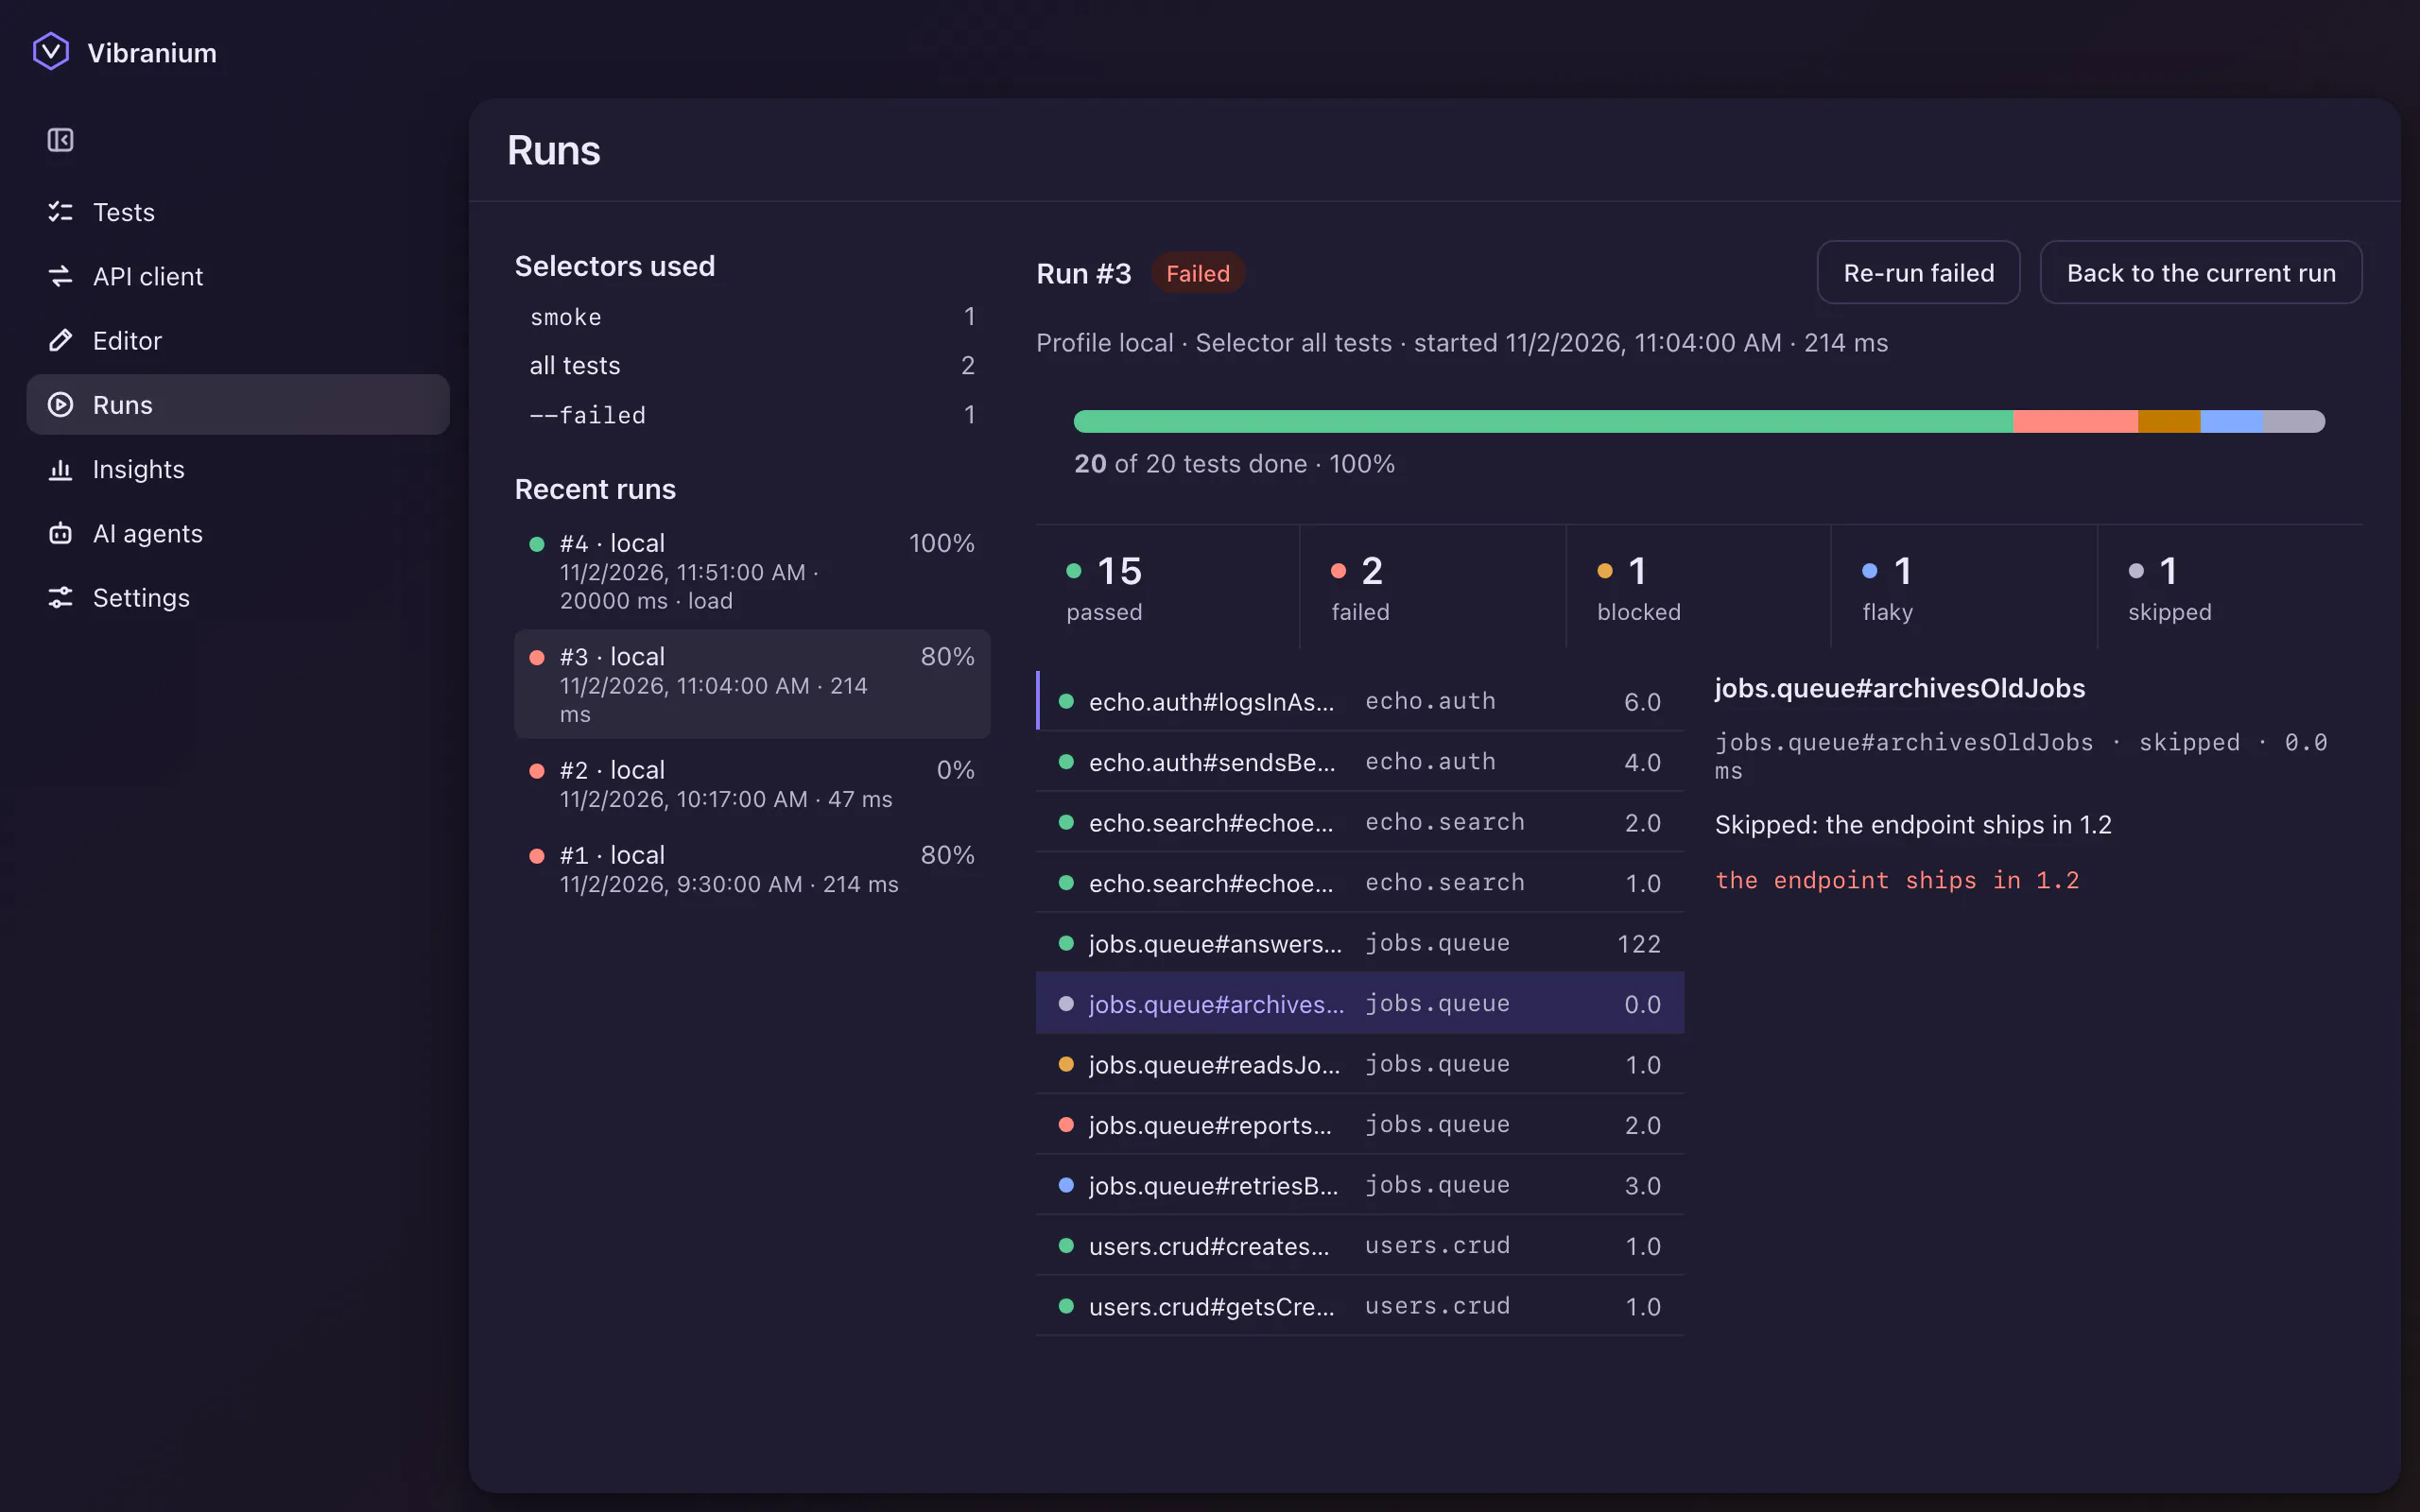 Vibranium
Tests
API client
Editor
Runs
Insights
AI agents
Settings
Runs
Selectors used
smoke 1
all tests 2
--failed 1
Recent runs
#4 · local 100%
11/2/2026, 11:51:00 AM ·
20000 ms · load
#3 · local 80%
11/2/2026, 11:04:00 AM · 214
ms
#2 · local 0%
11/2/2026, 10:17:00 AM · 47 ms
#1 · local 80%
11/2/2026, 9:30:00 AM · 214 ms
Run #3 Failed
Re-run failed
Back to the current run
Profile local · Selector all tests · started 11/2/2026, 11:04:00 AM · 214 ms
20 of 20 tests done · 100%
15 passed
2 failed
1 blocked
1 flaky
1 skipped
echo.auth#logsInAs... echo.auth 6.0
echo.auth#sendsBe... echo.auth 4.0
echo.search#echoe... echo.search 2.0
echo.search#echoe... echo.search 1.0
jobs.queue#answers... jobs.queue 122
jobs.queue#archives... jobs.queue 0.0
jobs.queue#readsJo... jobs.queue 1.0
jobs.queue#reports... jobs.queue 2.0
jobs.queue#retriesB... jobs.queue 3.0
users.crud#creates... users.crud 1.0
users.crud#getsCre... users.crud 1.0
jobs.queue#archivesOldJobs
jobs.queue#archivesOldJobs · skipped · 0.0
ms
Skipped: the endpoint ships in 1.2
the endpoint ships in 1.2